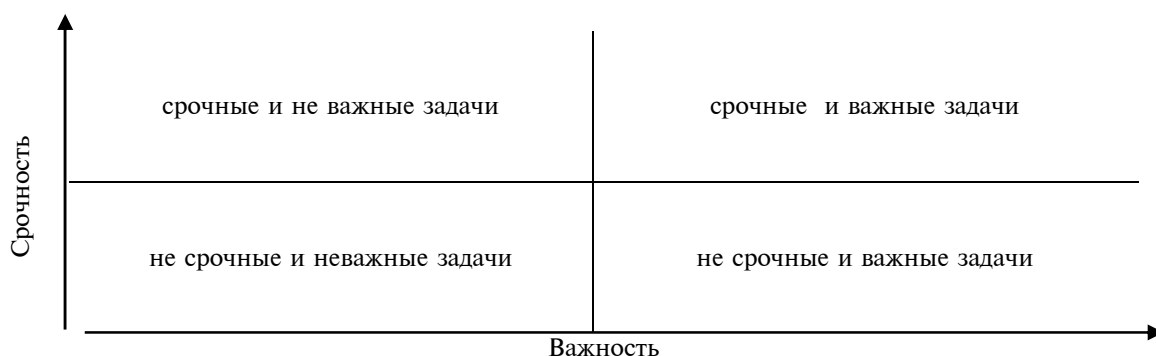 срочные и не важные задачи
срочные и важные задачи
Срочность
не срочные и неважные задачи
не срочные и важные задачи
Важность